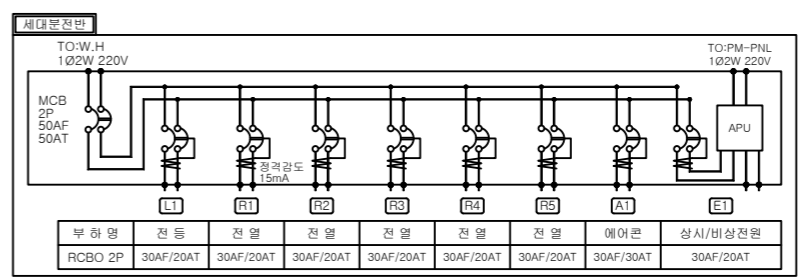 세대분전반
TO:W.H
1Ø2W 220V
TO:PM-PNL
1Ø2W 220V
MCB
2P
50AF
50AT
APU
정격감도
15mA
L1 R1 R2 R3 R4 R5 A1 E1
부 하 명 전 등 전 열 전 열 전 열 전 열 전 열 에어콘 상시/비상전원
RCBO 2P 30AF/20AT 30AF/20AT 30AF/20AT 30AF/20AT 30AF/20AT 30AF/20AT 30AF/30AT 30AF/20AT